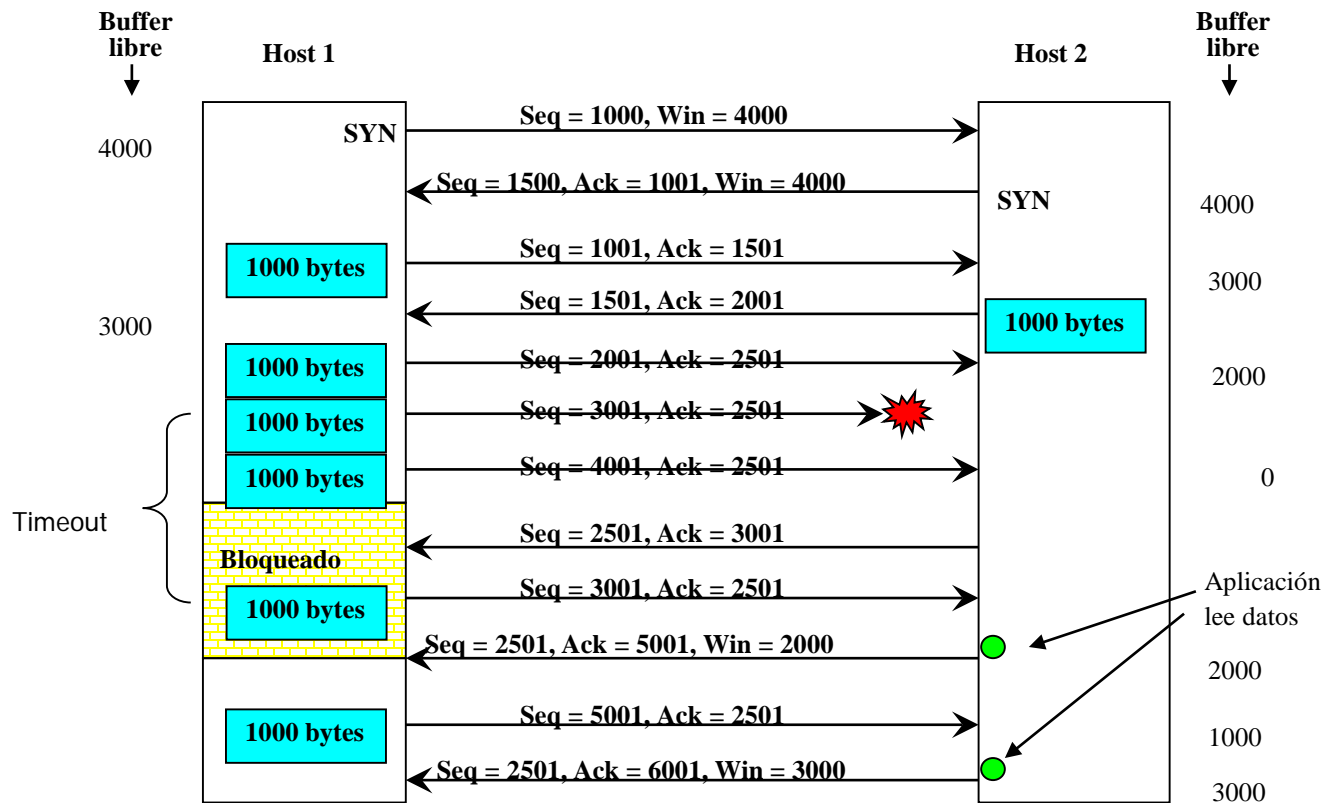 Buffer
libre
Host 1
Host 2
Buffer
libre
SYN
Seq = 1000, Win = 4000
4000
Seq = 1500, Ack = 1001, Win = 4000
SYN
4000
1000 bytes
Seq = 1001, Ack = 1501
3000
3000
Seq = 1501, Ack = 2001
1000 bytes
1000 bytes
Seq = 2001, Ack = 2501
2000
1000 bytes
Seq = 3001, Ack = 2501
1000 bytes
Seq = 4001, Ack = 2501
0
Timeout
Bloqueado
Seq = 2501, Ack = 3001
1000 bytes
Seq = 3001, Ack = 2501
Aplicación
lee datos
Seq = 2501, Ack = 5001, Win = 2000
2000
1000 bytes
Seq = 5001, Ack = 2501
1000
Seq = 2501, Ack = 6001, Win = 3000
3000